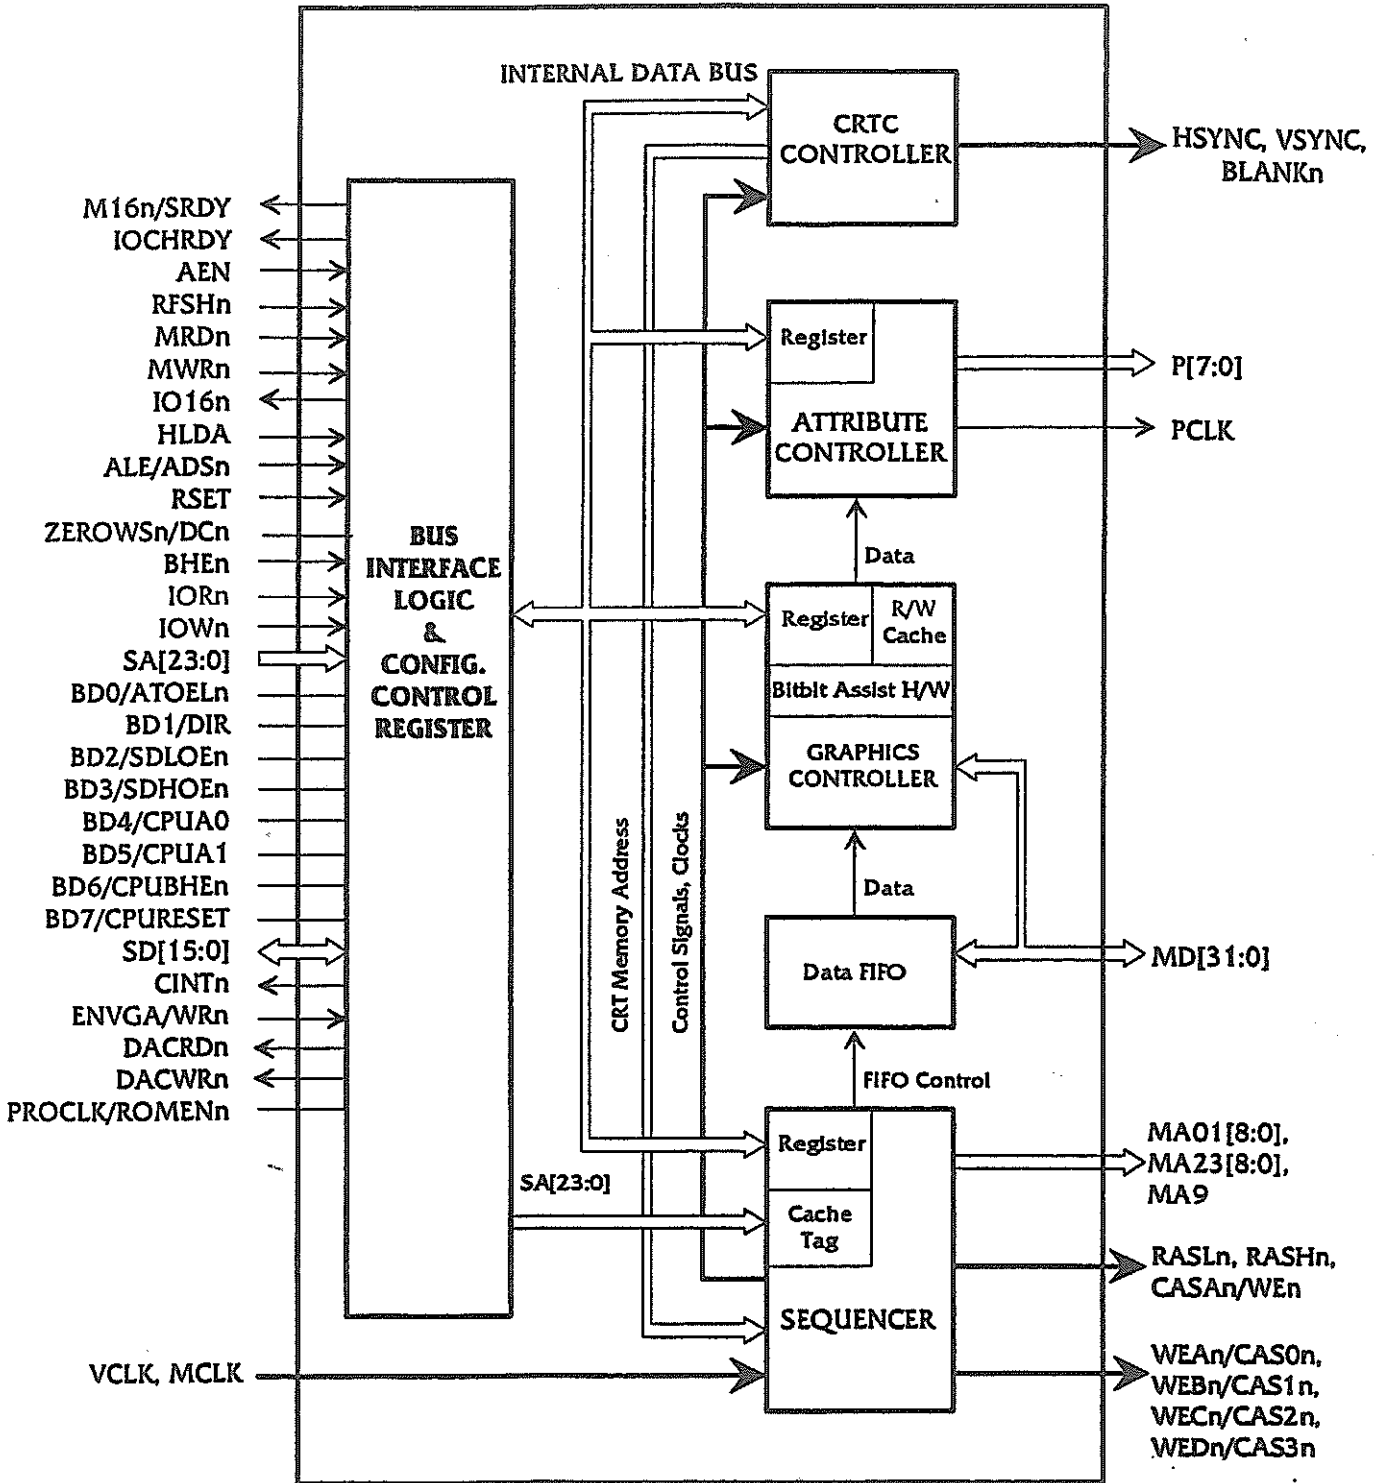 INTERNAL DATA BUS
CRTC
CONTROLLER
HSYNC, VSYNC,
BLANKn
M16n/SRDY
IOCHRDY
AEN
RFSHn
MRDn
MWRn
IO16n
HLDA
ALE/ADSn
RSET
ZEROWSn/DCn
BHEn
IORn
IOWn
SA[23:0]
BD0/ATOELn
BD1/DIR
BD2/SDLOEn
BD3/SDHOEn
BD4/CPUA0
BD5/CPUA1
BD6/CPUBHEn
BD7/CPURESET
SD[15:0]
CINTn
ENVGA/WRn
DACRDn
DACWRn
PROCLK/ROMENn
VCLK, MCLK
BUS
INTERFACE
LOGIC
&
CONFIG.
CONTROL
REGISTER
SA[23:0]
CRT Memory Address
Control Signals, Clocks
Register
ATTRIBUTE
CONTROLLER
P[7:0]
PCLK
Data
Register
R/W
Cache
Bitbit Assist H/W
GRAPHICS
CONTROLLER
Data
Data FIFO
MD[31:0]
FIFO Control
Register
Cache
Tag
SEQUENCER
MA01[8:0],
MA23[8:0],
MA9
RASLn, RASHn,
CASAn/WEn
WEAn/CAS0n,
WEBn/CAS1n,
WECn/CAS2n,
WEDn/CAS3n